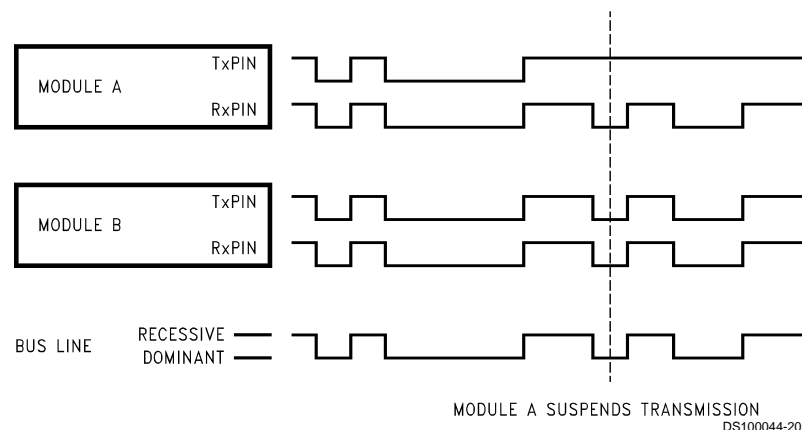 TxPIN
MODULE A
RxPIN
TxPIN
MODULE B
RxPIN
RECESSIVE
BUS LINE
DOMINANT
MODULE A SUSPENDS TRANSMISSION
DS100044-20